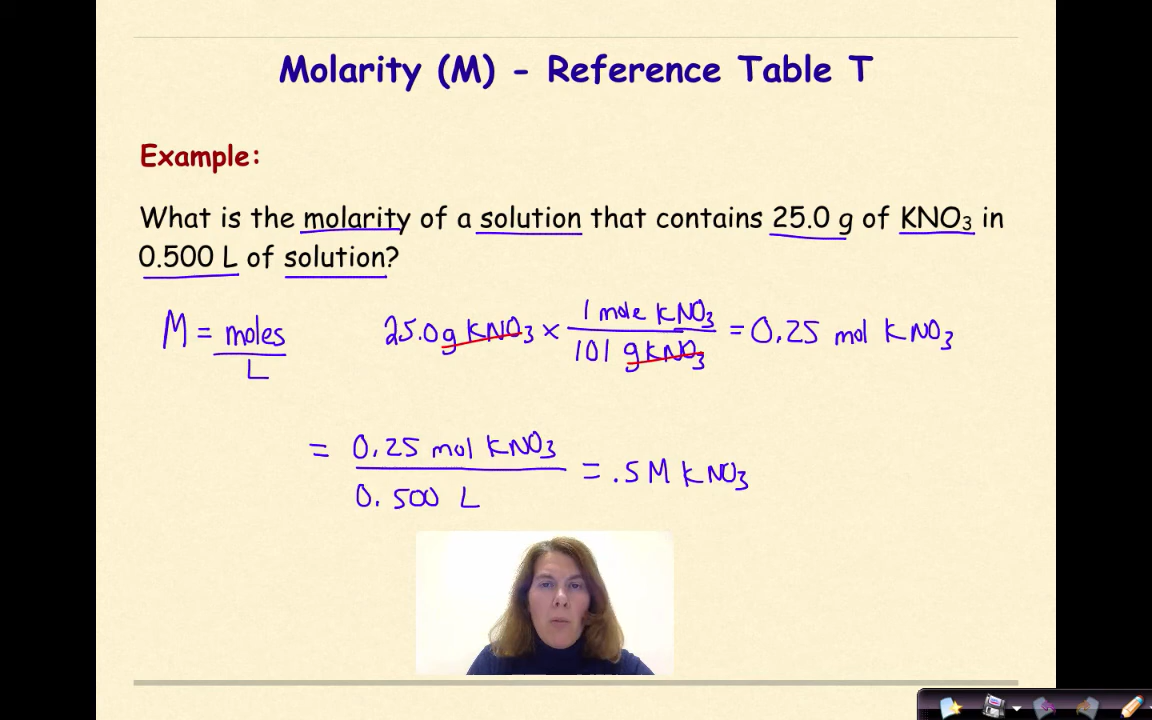 Molarity (M) - Reference Table T
Example:
What is the molarity of a solution that contains 25.0 g of KNO₃ in
0.500 L of solution?
M = moles / L
25.0g KNO₃ × 1 mole KNO₃ / 101 g KNO₃ = 0.25 mol KNO₃
= 0.25 mol KNO₃ / 0.500 L = .5 M KNO₃